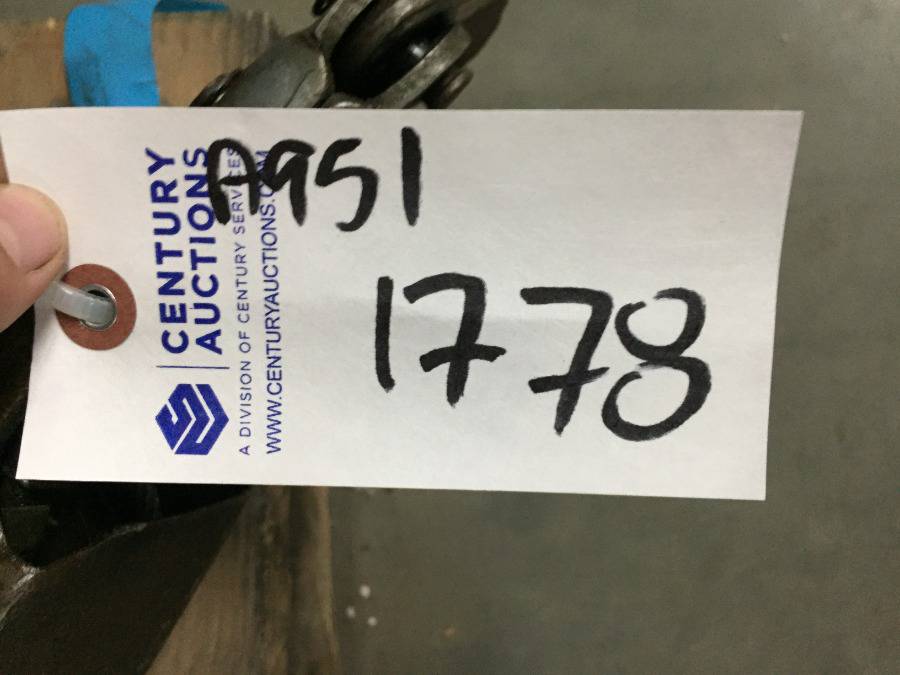 CENTURY
AUCTIONS
A DIVISION OF CENTURY SERVICES
WWW.CENTURYAUCTIONS.COM
A951
1778